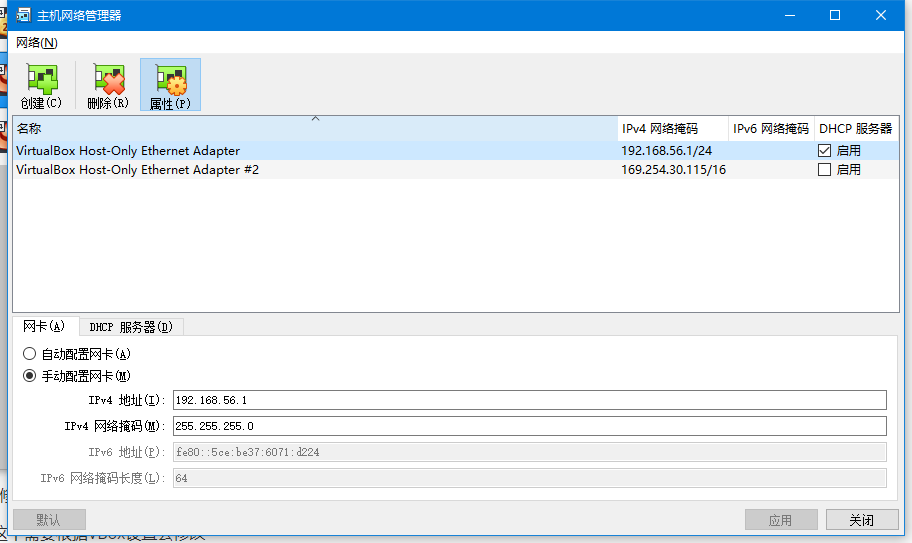 主机网络管理器
网络(N)
创建(C) 删除(R) 属性(P)
名称 IPv4 网络掩码 IPv6 网络掩码 DHCP 服务器
VirtualBox Host-Only Ethernet Adapter 192.168.56.1/24 启用
VirtualBox Host-Only Ethernet Adapter #2 169.254.30.115/16 启用
网卡(A) DHCP 服务器(D)
自动配置网卡(A)
手动配置网卡(M)
IPv4 地址(I): 192.168.56.1
IPv4 网络掩码(M): 255.255.255.0
IPv6 地址(P): fe80::5ce:be37:6071:d224
IPv6 网络掩码长度(L): 64
默认 应用 关闭